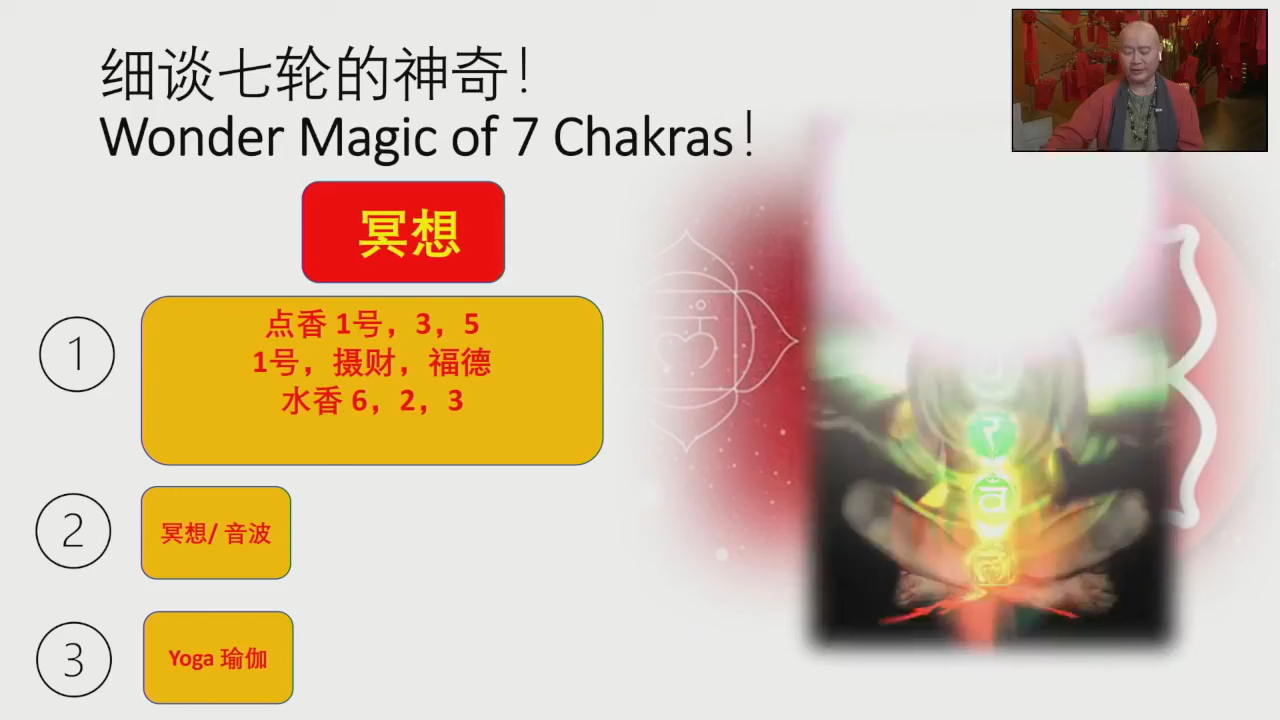 细谈七轮的神奇！
Wonder Magic of 7 Chakras！
冥想
1
点香 1号，3，5
1号，摄财，福德
水香 6，2，3
2
冥想/ 音波
3
Yoga 瑜伽